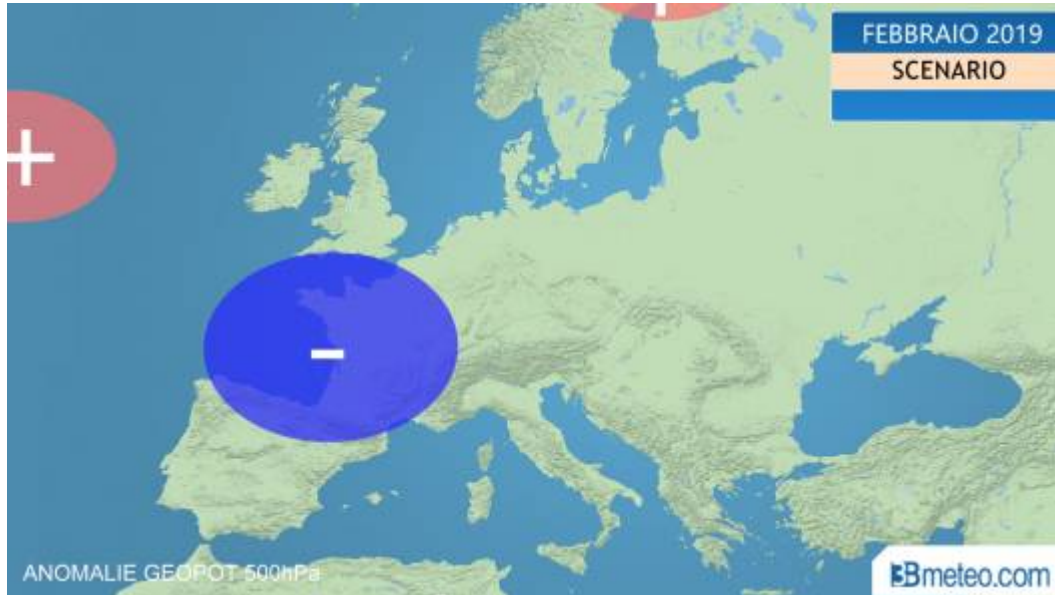 FEBBRAIO 2019
SCENARIO
+
-
ANOMALIE GEOPOT 500hPa
3Bmeteo.com